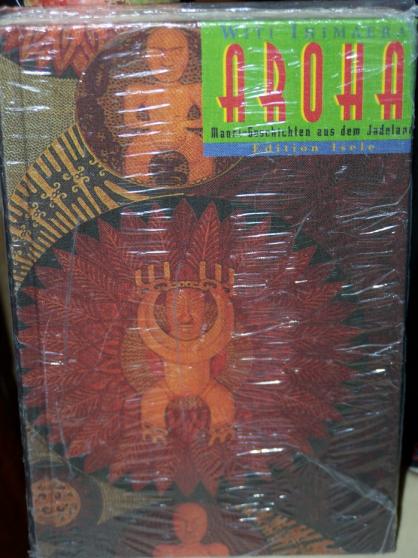 WITI IHIMAERA
AROHA
Maori-Geschichten aus dem Jadeland
Edition Isele